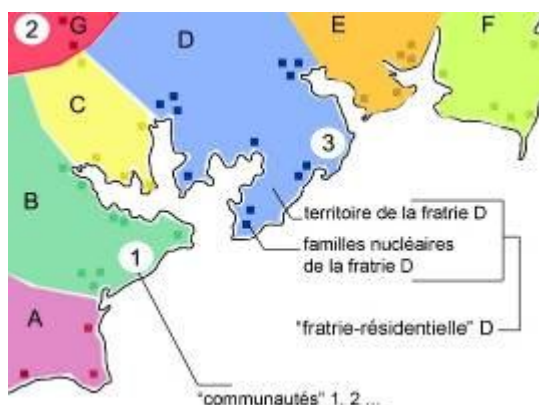 2
G
D
E
F
C
3
B
territoire de la fratrie D
familles nucléaires
de la fratrie D
1
A
"fratrie-résidentielle" D
"communautés" 1, 2 ...